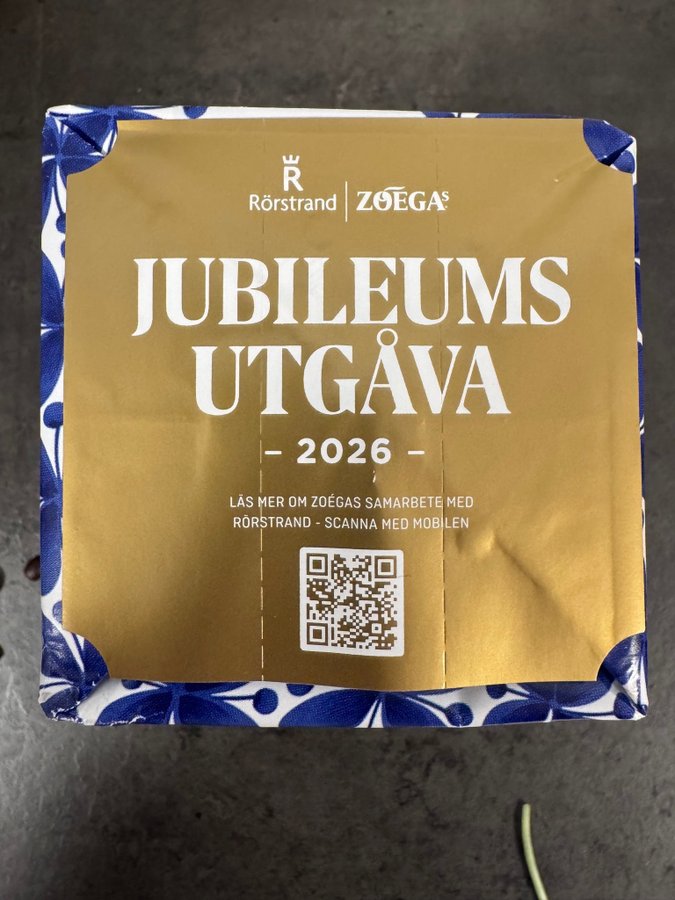 R
Rörstrand
ZOÉGAS
JUBILEUMS
UTGÅVA
- 2026 -
LÄS MER OM ZOÉGAS SAMARBETE MED
RÖRSTRAND - SCANNA MED MOBILEN